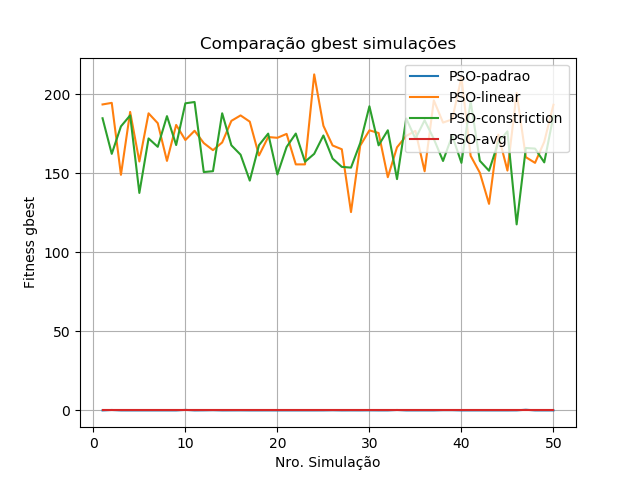 Comparação gbest simulações
PSO-padrao
PSO-linear
PSO-constriction
PSO-avg
Fitness gbest
200
150
100
50
0
0 10 20 30 40 50
Nro. Simulação